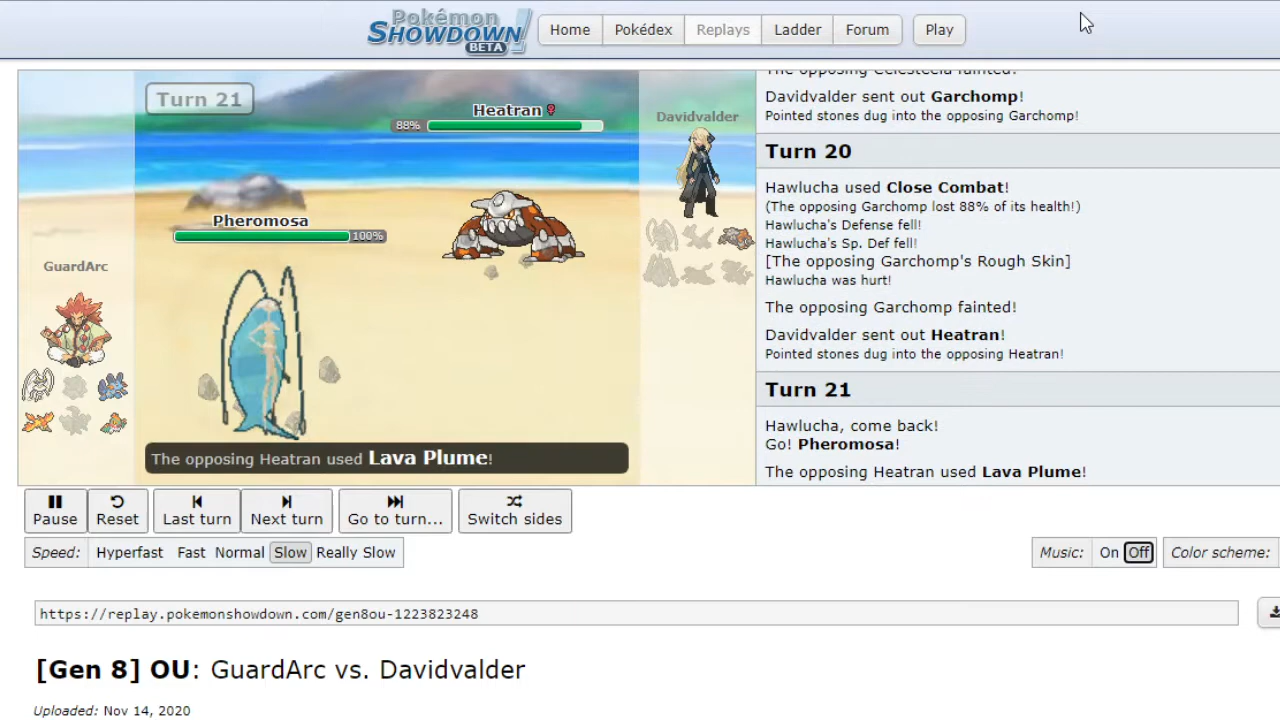 Pokémon
SHOWDOWN
BETA
Home
Pokédex
Replays
Ladder
Forum
Play
Turn 21
Heatran
88%
Pheromosa
100%
GuardArc
Davidvalder
The opposing Heatran used Lava Plume!
The opposing Celesteela fainted!
Davidvalder sent out Garchomp!
Pointed stones dug into the opposing Garchomp!
Turn 20
Hawlucha used Close Combat!
(The opposing Garchomp lost 88% of its health!)
Hawlucha's Defense fell!
Hawlucha's Sp. Def fell!
[The opposing Garchomp's Rough Skin]
Hawlucha was hurt!
The opposing Garchomp fainted!
Davidvalder sent out Heatran!
Pointed stones dug into the opposing Heatran!
Turn 21
Hawlucha, come back!
Go! Pheromosa!
The opposing Heatran used Lava Plume!
Pause
Reset
Last turn
Next turn
Go to turn...
Switch sides
Speed: Hyperfast Fast Normal Slow Really Slow
Music: On Off
Color scheme:
https://replay.pokemonshowdown.com/gen8ou-1223823248
[Gen 8] OU: GuardArc vs. Davidvalder
Uploaded: Nov 14, 2020